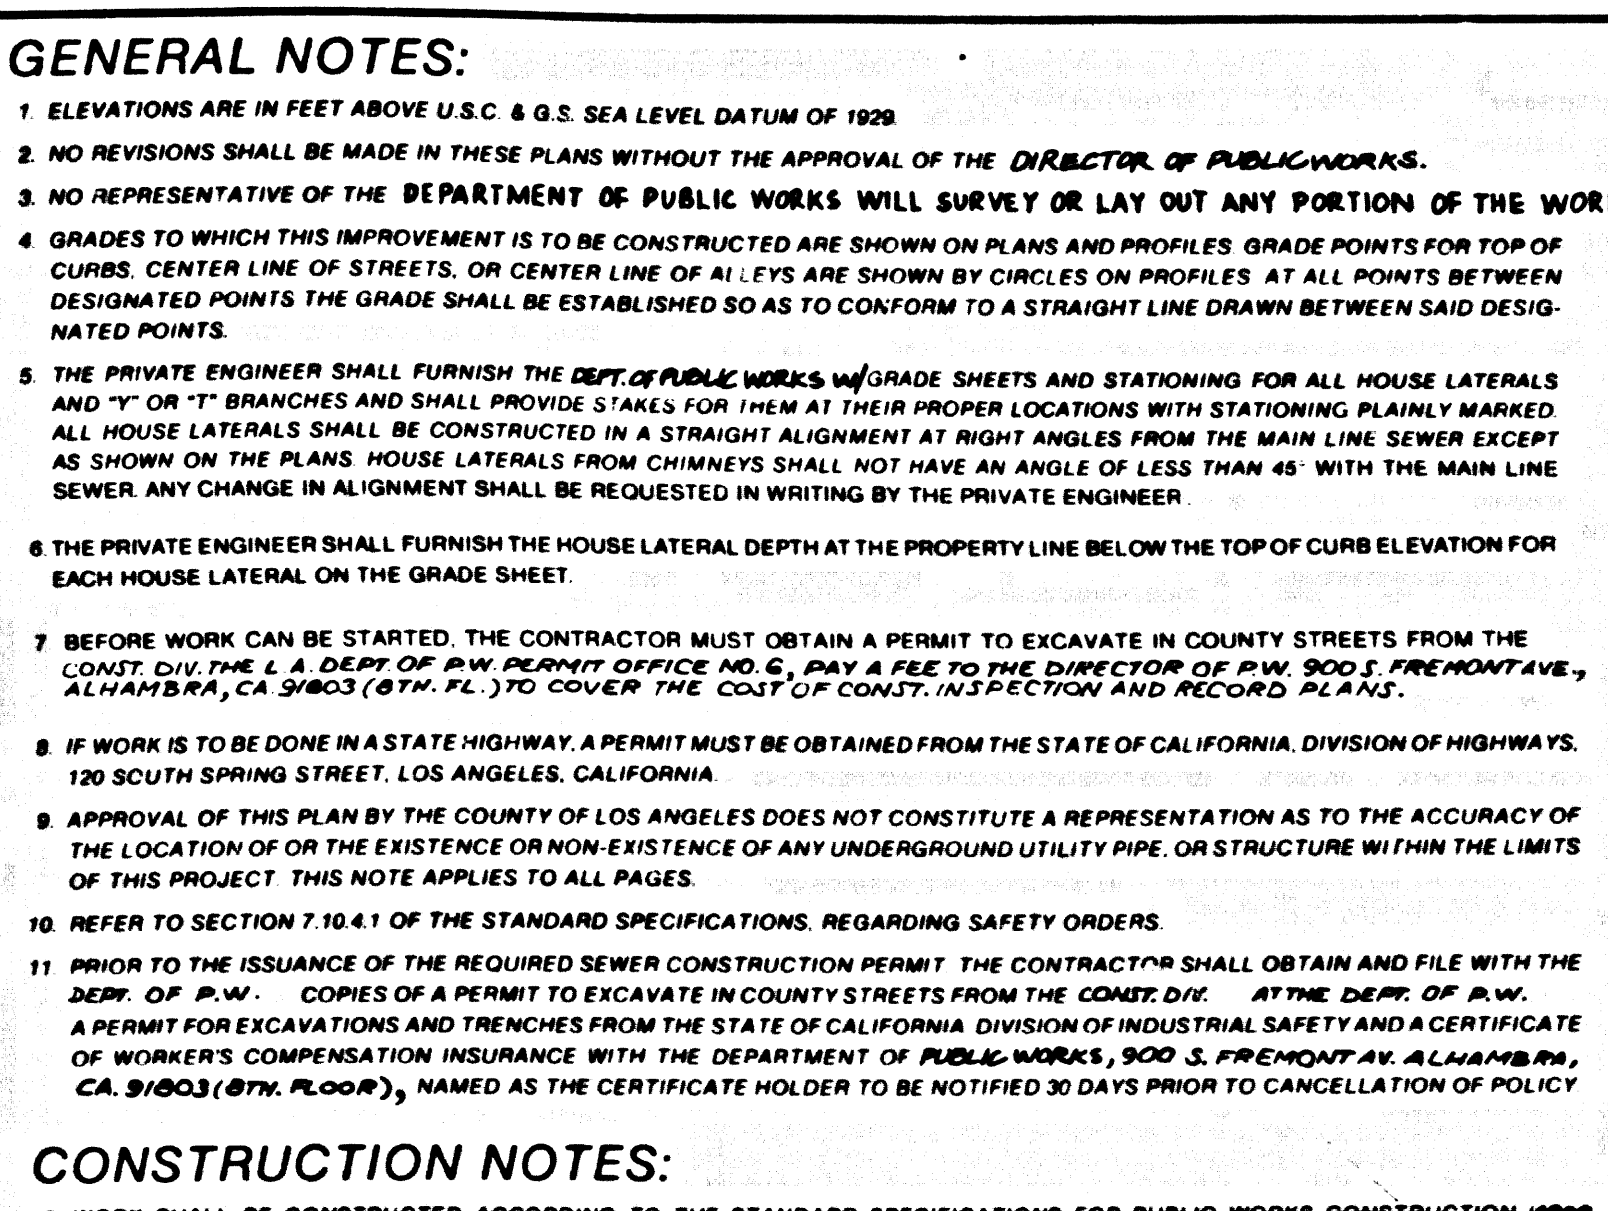 GENERAL NOTES:
1. ELEVATIONS ARE IN FEET ABOVE U.S.C. & G.S. SEA LEVEL DATUM OF 1929.
2. NO REVISIONS SHALL BE MADE IN THESE PLANS WITHOUT THE APPROVAL OF THE DIRECTOR OF PUBLIC WORKS.
3. NO REPRESENTATIVE OF THE DEPARTMENT OF PUBLIC WORKS WILL SURVEY OR LAY OUT ANY PORTION OF THE WOR
4. GRADES TO WHICH THIS IMPROVEMENT IS TO BE CONSTRUCTED ARE SHOWN ON PLANS AND PROFILES. GRADE POINTS FOR TOP OF
CURBS, CENTER LINE OF STREETS, OR CENTER LINE OF ALLEYS ARE SHOWN BY CIRCLES ON PROFILES. AT ALL POINTS BETWEEN
DESIGNATED POINTS THE GRADE SHALL BE ESTABLISHED SO AS TO CONFORM TO A STRAIGHT LINE DRAWN BETWEEN SAID DESIG-
NATED POINTS.
5. THE PRIVATE ENGINEER SHALL FURNISH THE DEPT. OF PUBLIC WORKS W/GRADE SHEETS AND STATIONING FOR ALL HOUSE LATERALS
AND "Y" OR "T" BRANCHES AND SHALL PROVIDE STAKES FOR THEM AT THEIR PROPER LOCATIONS WITH STATIONING PLAINLY MARKED.
ALL HOUSE LATERALS SHALL BE CONSTRUCTED IN A STRAIGHT ALIGNMENT AT RIGHT ANGLES FROM THE MAIN LINE SEWER EXCEPT
AS SHOWN ON THE PLANS. HOUSE LATERALS FROM CHIMNEYS SHALL NOT HAVE AN ANGLE OF LESS THAN 45° WITH THE MAIN LINE
SEWER. ANY CHANGE IN ALIGNMENT SHALL BE REQUESTED IN WRITING BY THE PRIVATE ENGINEER.
6. THE PRIVATE ENGINEER SHALL FURNISH THE HOUSE LATERAL DEPTH AT THE PROPERTY LINE BELOW THE TOP OF CURB ELEVATION FOR
EACH HOUSE LATERAL ON THE GRADE SHEET.
7. BEFORE WORK CAN BE STARTED, THE CONTRACTOR MUST OBTAIN A PERMIT TO EXCAVATE IN COUNTY STREETS FROM THE
CONST. DIV. THE L.A. DEPT. OF P.W. PERMIT OFFICE NO. 6, PAY A FEE TO THE DIRECTOR OF P.W. 900 S. FREMONT AVE.,
ALHAMBRA, CA 91803 (8TH. FL.) TO COVER THE COST OF CONST. INSPECTION AND RECORD PLANS.
8. IF WORK IS TO BE DONE IN A STATE HIGHWAY, A PERMIT MUST BE OBTAINED FROM THE STATE OF CALIFORNIA, DIVISION OF HIGHWAYS,
120 SOUTH SPRING STREET, LOS ANGELES, CALIFORNIA.
9. APPROVAL OF THIS PLAN BY THE COUNTY OF LOS ANGELES DOES NOT CONSTITUTE A REPRESENTATION AS TO THE ACCURACY OF
THE LOCATION OF OR THE EXISTENCE OR NON-EXISTENCE OF ANY UNDERGROUND UTILITY PIPE, OR STRUCTURE WITHIN THE LIMITS
OF THIS PROJECT. THIS NOTE APPLIES TO ALL PAGES.
10. REFER TO SECTION 7.10.4.1 OF THE STANDARD SPECIFICATIONS, REGARDING SAFETY ORDERS.
11. PRIOR TO THE ISSUANCE OF THE REQUIRED SEWER CONSTRUCTION PERMIT THE CONTRACTOR SHALL OBTAIN AND FILE WITH THE
DEPT. OF P.W. COPIES OF A PERMIT TO EXCAVATE IN COUNTY STREETS FROM THE CONST. DIV. AT THE DEPT. OF P.W.
A PERMIT FOR EXCAVATIONS AND TRENCHES FROM THE STATE OF CALIFORNIA DIVISION OF INDUSTRIAL SAFETY AND A CERTIFICATE
OF WORKER'S COMPENSATION INSURANCE WITH THE DEPARTMENT OF PUBLIC WORKS, 900 S. FREMONT AV. ALHAMBRA,
CA. 91803 (8TH. FLOOR), NAMED AS THE CERTIFICATE HOLDER TO BE NOTIFIED 30 DAYS PRIOR TO CANCELLATION OF POLICY
CONSTRUCTION NOTES:
WORK SHALL BE CONSTRUCTED ACCORDING TO THE STANDARD SPECIFICATIONS FOR PUBLIC WORKS CONSTRUCTION